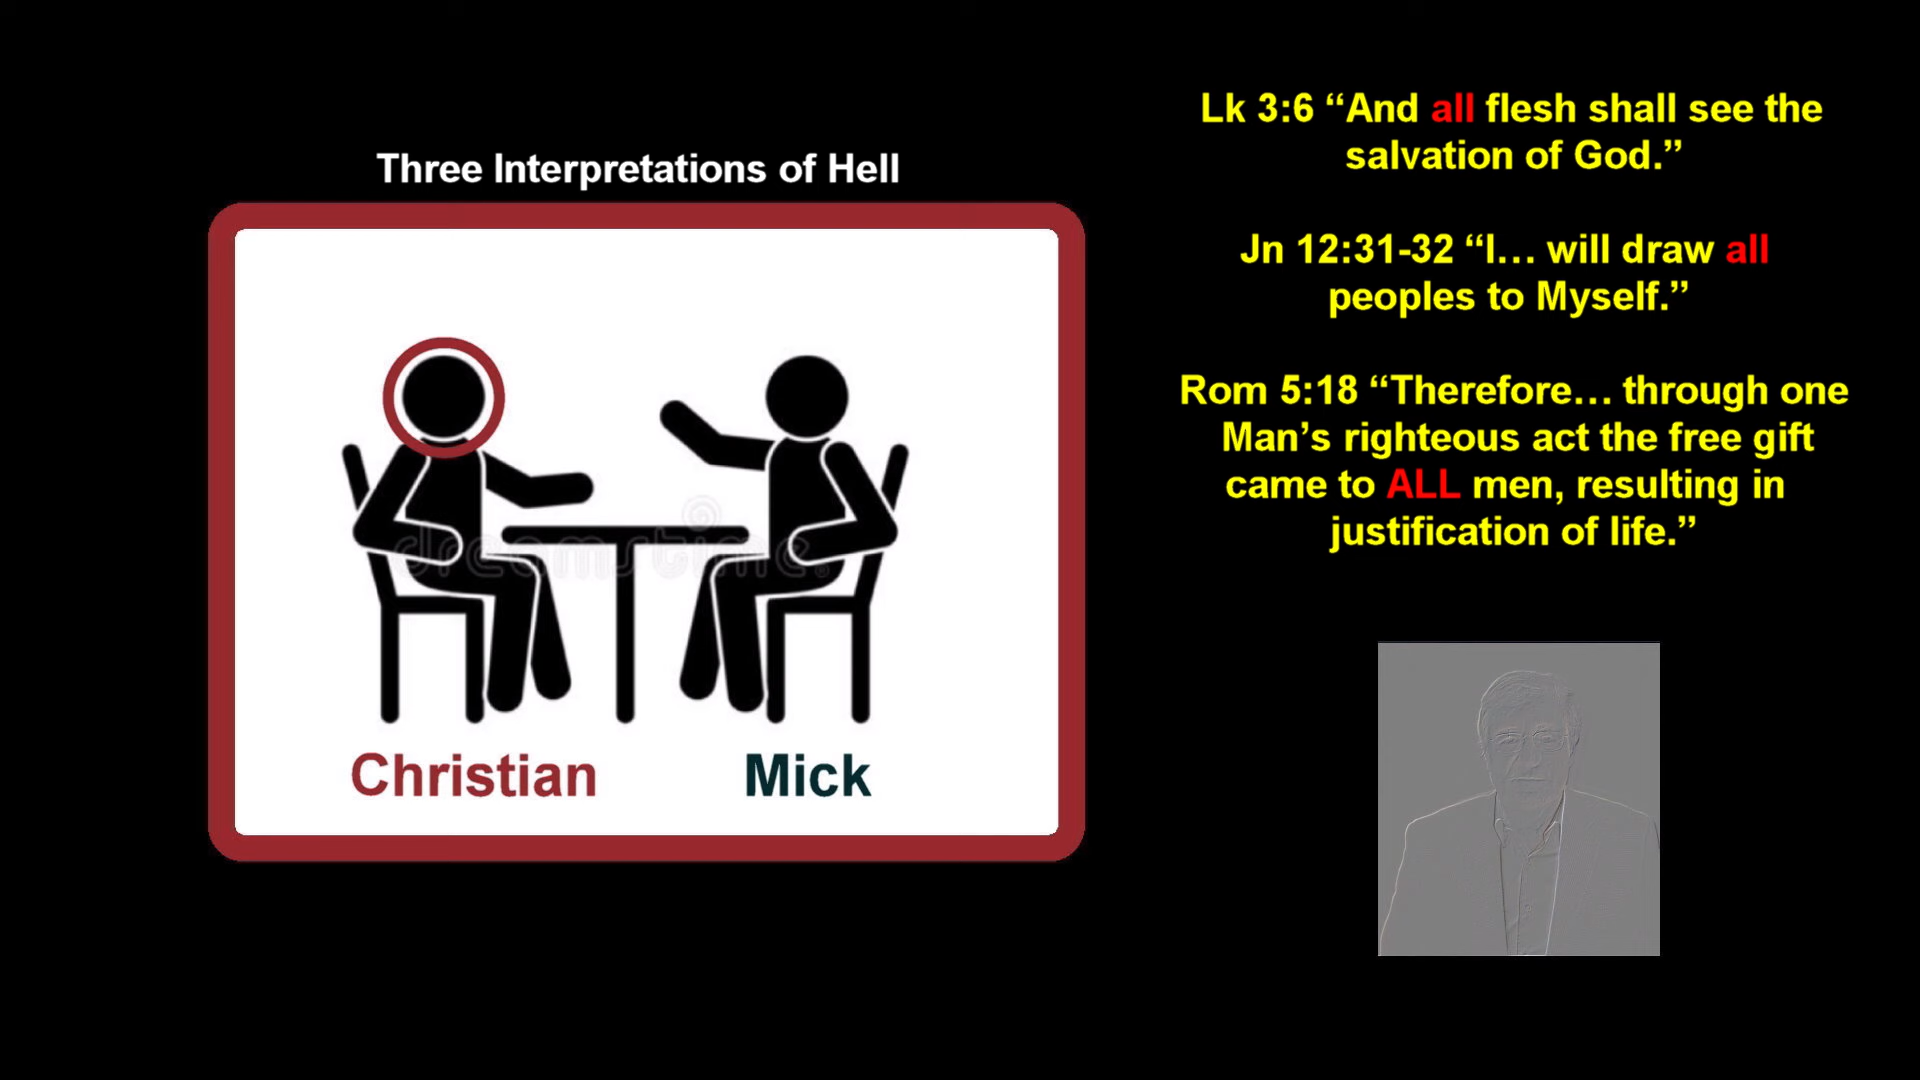 Three Interpretations of Hell
Lk 3:6 “And all flesh shall see the
salvation of God.”
Jn 12:31-32 “I… will draw all
peoples to Myself.”
Rom 5:18 “Therefore… through one
Man’s righteous act the free gift
came to ALL men, resulting in
justification of life.”
dreamstime.
Christian
Mick